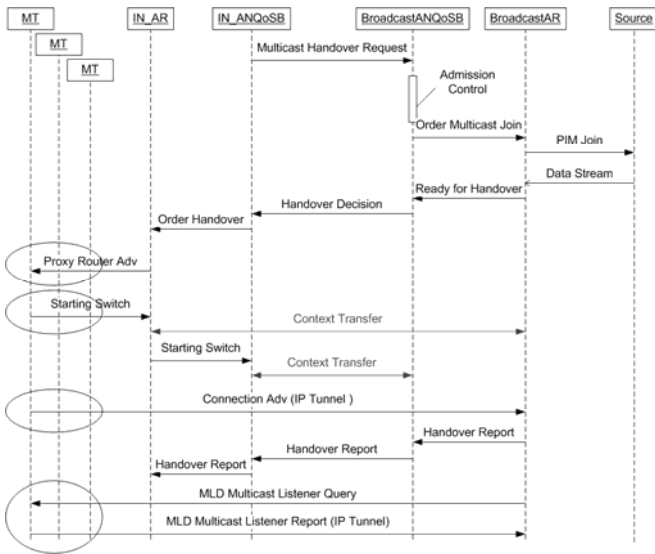 MT
IN_AR
IN_ANQoSB
BroadcastANQoSB
BroadcastAR
Source
MT
MT
Multicast Handover Request
Admission
Control
Order Multicast Join
PIM Join
Data Stream
Ready for Handover
Handover Decision
Order Handover
Proxy Router Adv
Starting Switch
Context Transfer
Starting Switch
Context Transfer
Connection Adv (IP Tunnel )
Handover Report
Handover Report
Handover Report
MLD Multicast Listener Query
MLD Multicast Listener Report (IP Tunnel)